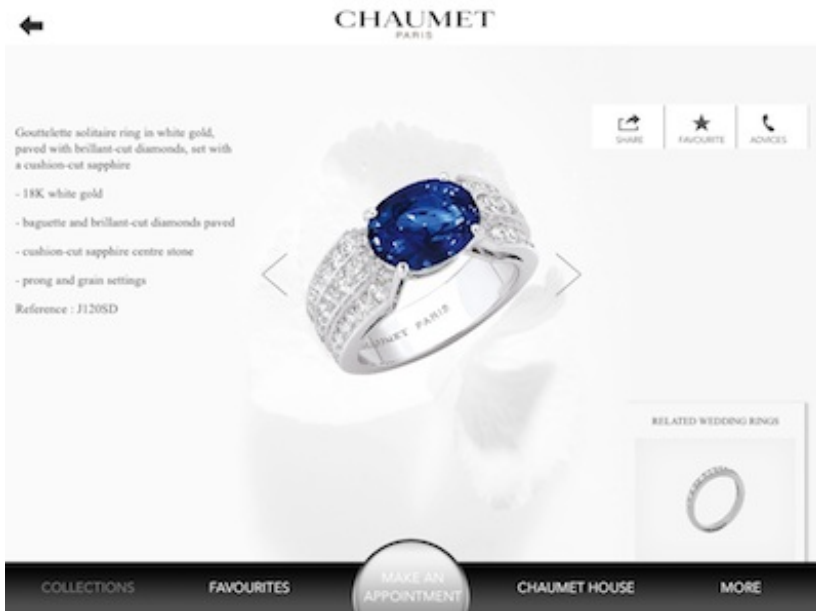 CHAUMET
PARIS
Gouttelette solitaire ring in white gold,
paved with brillant-cut diamonds, set with
a cushion-cut sapphire
- 18K white gold
- baguette and brillant-cut diamonds paved
- cushion-cut sapphire centre stone
- prong and grain settings
Reference : J120SD
SHARE
FAVOURITE
ADVICES
CHAUMET PARIS
RELATED WEDDING RINGS
COLLECTIONS
FAVOURITES
MAKE AN
APPOINTMENT
CHAUMET HOUSE
MORE